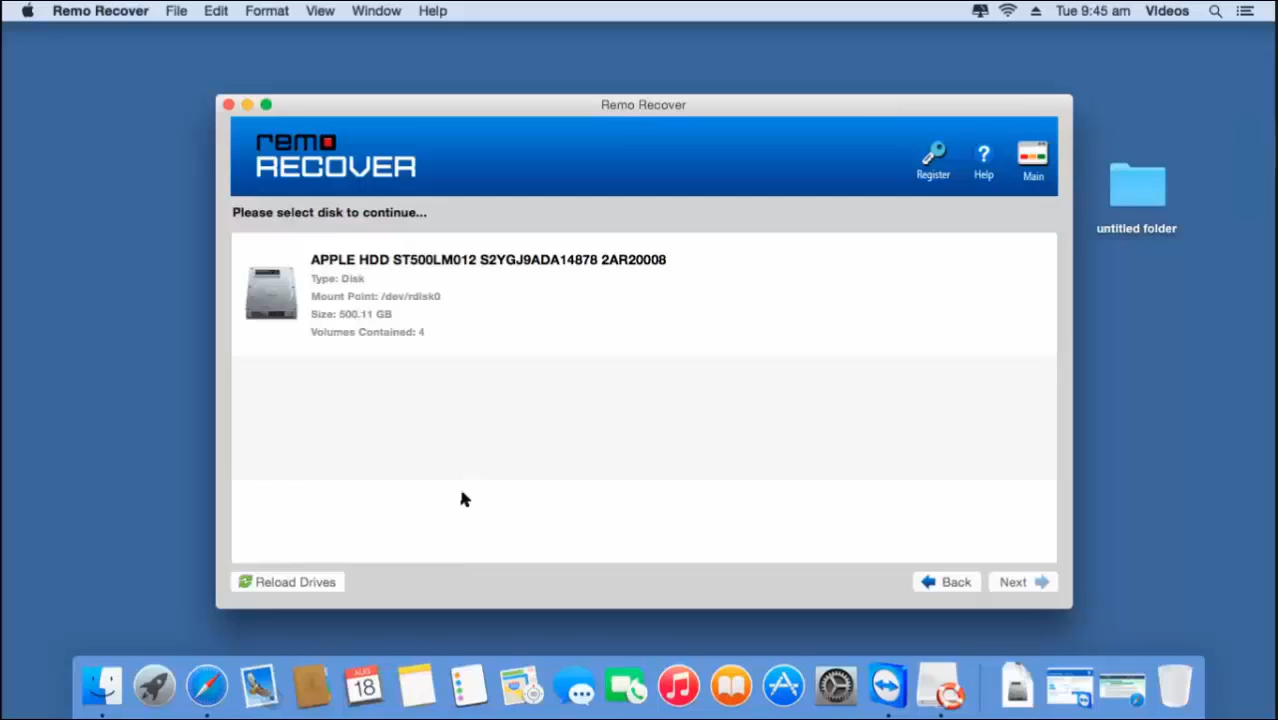 Remo Recover File Edit Format View Window Help Tue 9:45 am Videos
Remo Recover
remo
RECOVER
Register Help Main
Please select disk to continue...
untitled folder
APPLE HDD ST500LM012 S2YGJ9ADA14878 2AR20008
Type: Disk
Mount Point: /dev/rdisk0
Size: 500.11 GB
Volumes Contained: 4
Reload Drives Back Next
AUG
18